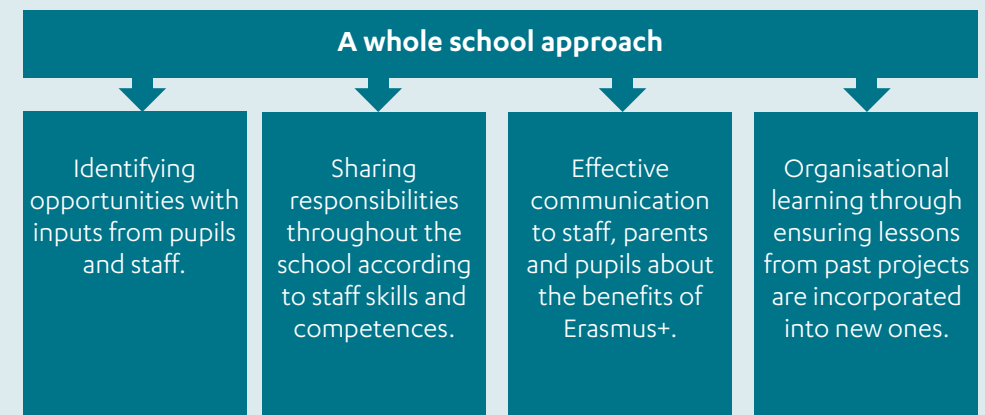 A whole school approach
Identifying
opportunities with
inputs from pupils
and staff.
Sharing
responsibilities
throughout the
school according
to staff skills and
competences.
Effective
communication
to staff, parents
and pupils about
the benefits of
Erasmus+.
Organisational
learning through
ensuring lessons
from past projects
are incorporated
into new ones.